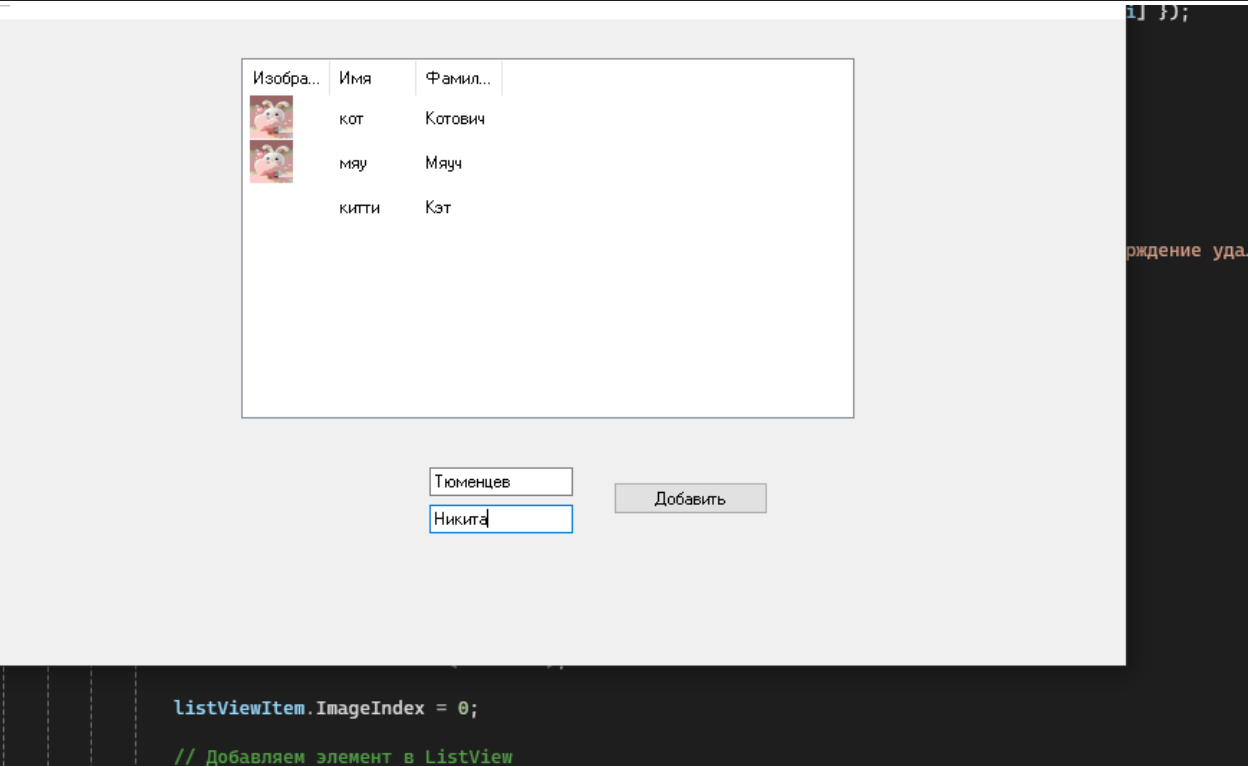 i] });
Изобра... Имя Фамил...
кот Котович
мяу Мяуч
рждение уда
китти Кэт
Тюменцев
Добавить
Никита
listViewItem.ImageIndex = 0;
// Добавляем элемент в ListView